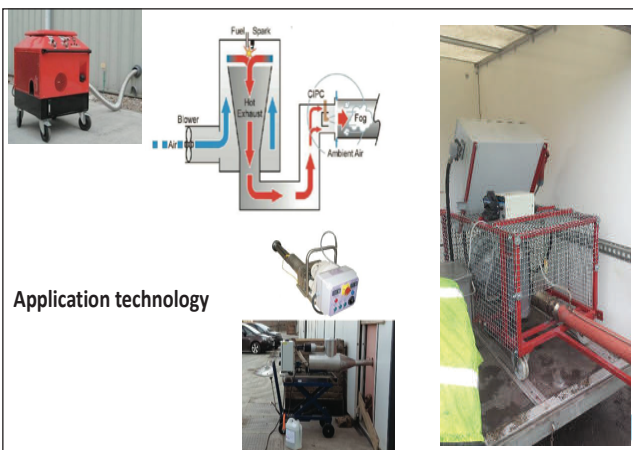 Fuel Spark
Hot
Exhaust
Blower
Air
CIPC
Fog
Ambient Air
Application technology